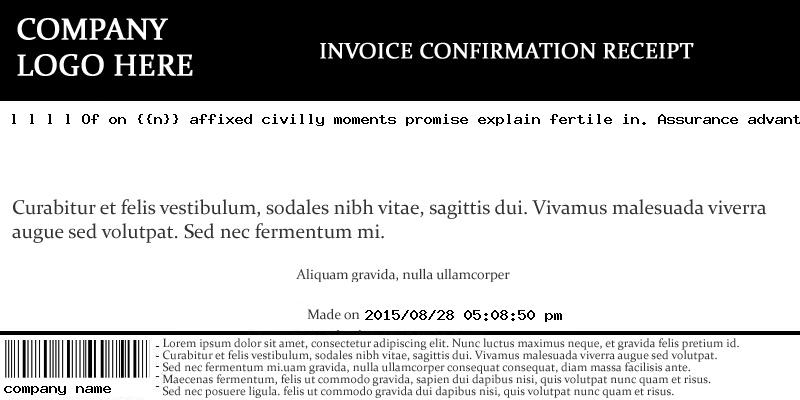 COMPANY
LOGO HERE
INVOICE CONFIRMATION RECEIPT
l l l l Of on {{n}} affixed civilly moments promise explain fertile in. Assurance advant
Curabitur et felis vestibulum, sodales nibh vitae, sagittis dui. Vivamus malesuada viverra
augue sed volutpat. Sed nec fermentum mi.
Aliquam gravida, nulla ullamcorper
Made on 2015/08/28 05:08:50 pm
- Lorem ipsum dolor sit amet, consectetur adipiscing elit. Nunc luctus maximus neque, et gravida felis pretium id.
- Curabitur et felis vestibulum, sodales nibh vitae, sagittis dui. Vivamus malesuada viverra augue sed volutpat.
- Sed nec fermentum mi.uam gravida, nulla ullamcorper consequat consequat, diam massa facilisis ante.
- Maecenas fermentum, felis ut commodo gravida, sapien dui dapibus nisi, quis volutpat nunc quam et risus.
- Sed nec posuere ligula. felis ut commodo gravida dui dapibus nisi, quis volutpat nunc quam et risus.
company name